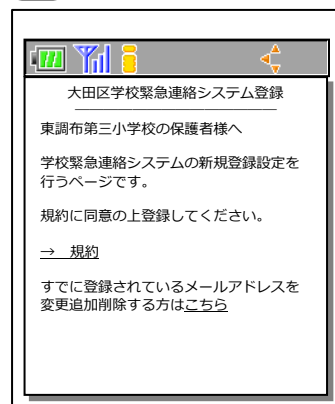 大田区学校緊急連絡システム登録
東調布第三小学校の保護者様へ
学校緊急連絡システムの新規登録設定を
行うページです。
規約に同意の上登録してください。
→　規約
すでに登録されているメールアドレスを
変更追加削除する方はこちら